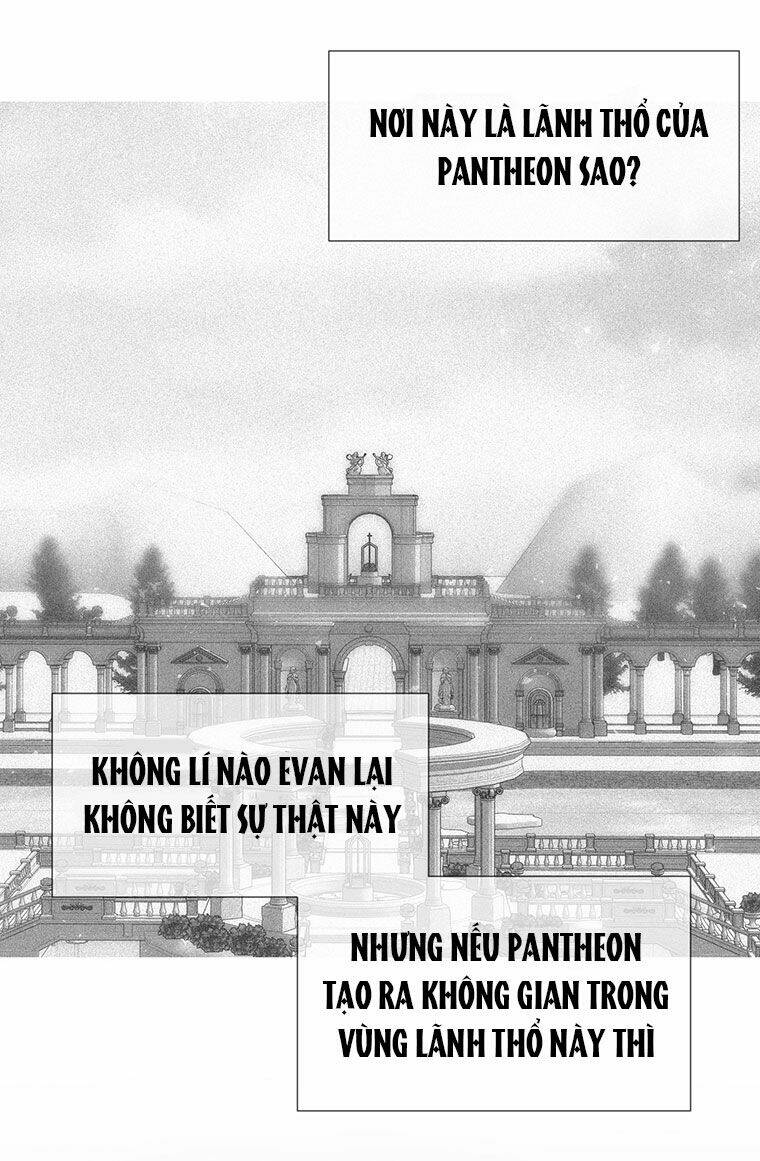 NƠI NÀY LÀ LÃNH THỔ CỦA
PANTHEON SAO?
KHÔNG LÍ NÀO EVAN LẠI
KHÔNG BIẾT SỰ THẬT NÀY
NHƯNG NẾU PANTHEON
TẠO RA KHÔNG GIAN TRONG
VÙNG LÃNH THỔ NÀY THÌ